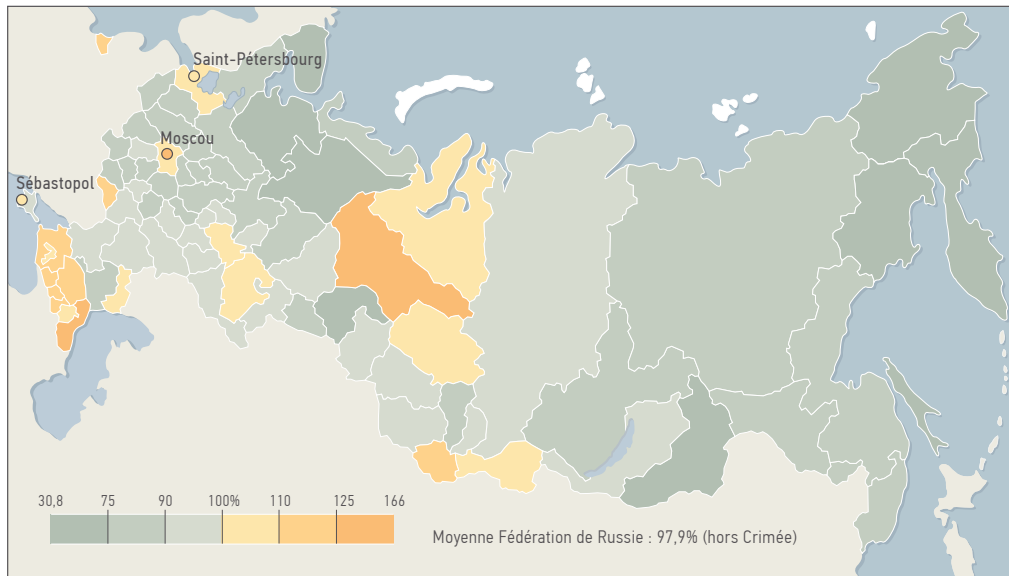 Saint-Pétersbourg
Moscou
Sébastopol
30,8 75 90 100% 110 125 166
Moyenne Fédération de Russie : 97,9% (hors Crimée)